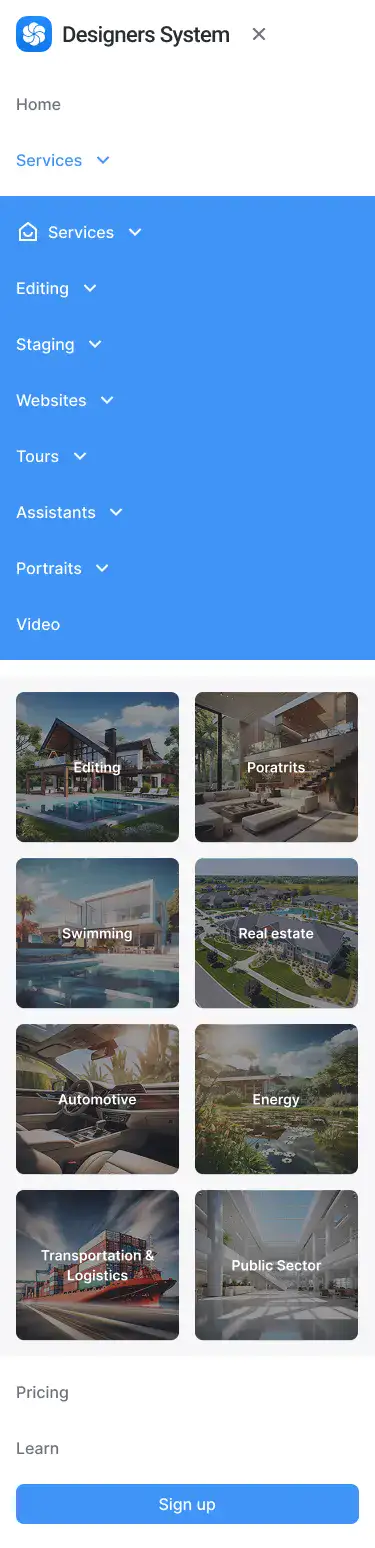 Designers System
Home
Services
Services
Editing
Staging
Websites
Tours
Assistants
Portraits
Video
Editing
Poratrits
Swimming
Real estate
Automotive
Energy
Transportation &
Logistics
Public Sector
Pricing
Learn
Sign up